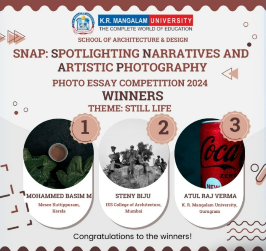 K.R. MANGALAM UNIVERSITY
THE COMPLETE WORLD OF EDUCATION
SCHOOL OF ARCHITECTURE & DESIGN
SNAP: SPOTLIGHTING NARRATIVES AND
ARTISTIC PHOTOGRAPHY
PHOTO ESSAY COMPETITION 2024
WINNERS
THEME: STILL LIFE
1
2
3
Coca
NEW
MOHAMMED BASIM M
Kerala
STENY BIJU
IES College of Architecture,
Mumbai
ATUL RAJ VERMA
K. R. Mangalam University,
Gurugram
Congratulations to the winners!